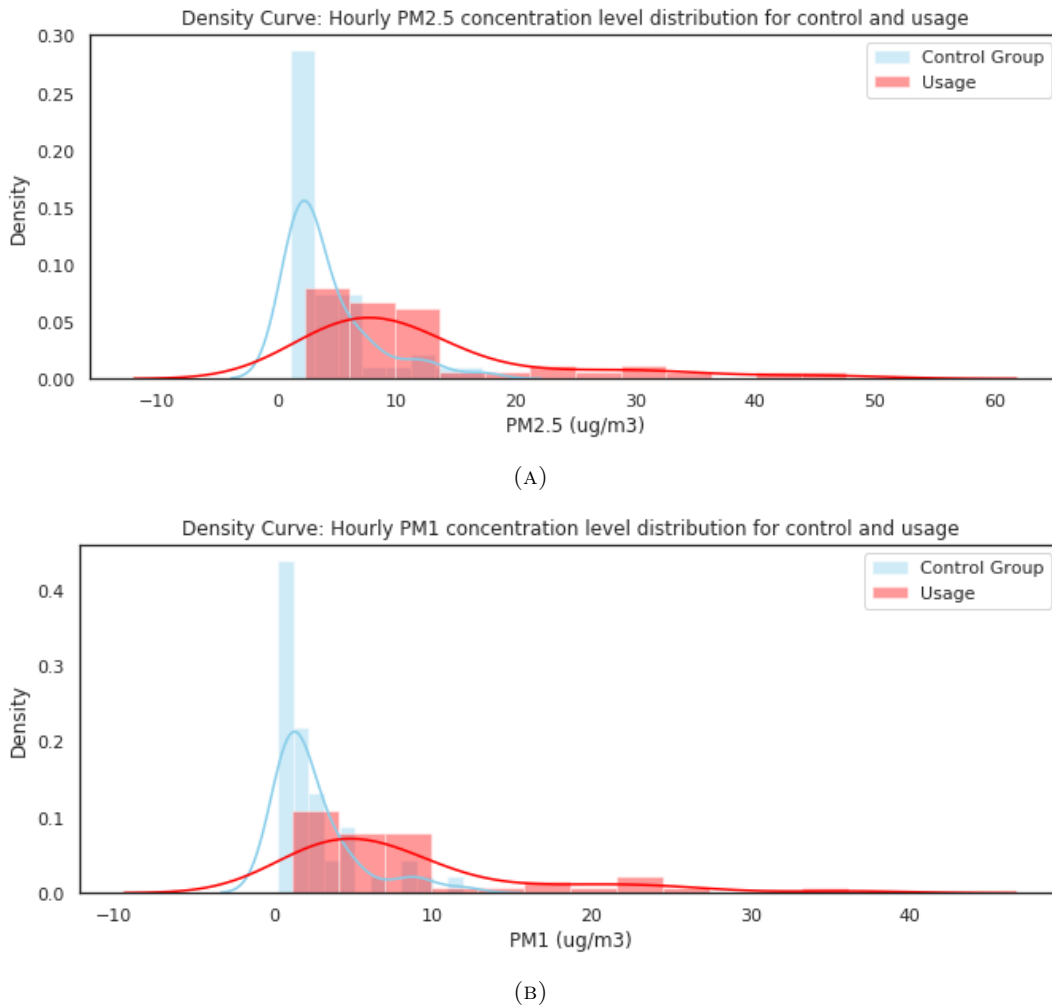 Density Curve: Hourly PM2.5 concentration level distribution for control and usage
0.30
0.25
0.20
0.15
0.10
0.05
0.00
Density
Control Group
Usage
−10
0
10
20
30
40
50
60
PM2.5 (ug/m3)
(A)
Density Curve: Hourly PM1 concentration level distribution for control and usage
0.4
0.3
0.2
0.1
0.0
Density
Control Group
Usage
−10
0
10
20
30
40
PM1 (ug/m3)
(B)